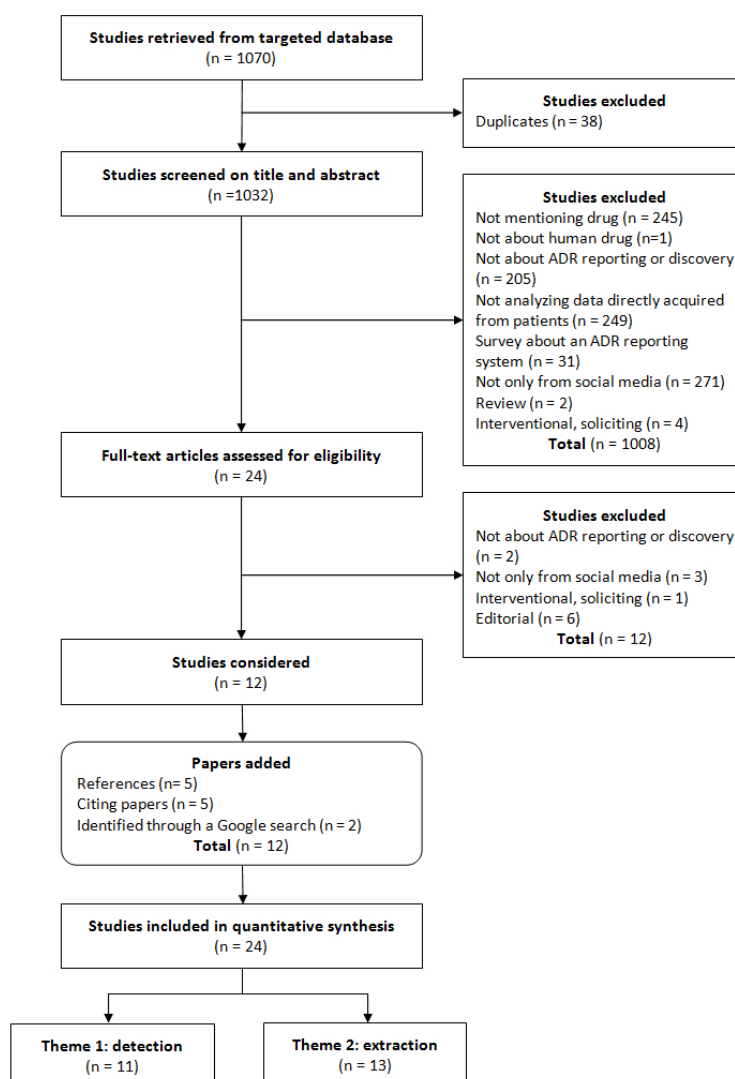 Studies retrieved from targeted database
(n = 1070)
Studies excluded
Duplicates (n = 38)
Studies screened on title and abstract
(n =1032)
Studies excluded
Not mentioning drug (n = 245)
Not about human drug (n=1)
Not about ADR reporting or discovery
(n = 205)
Not analyzing data directly acquired
from patients (n = 249)
Survey about an ADR reporting
system (n = 31)
Not only from social media (n = 271)
Review (n = 2)
Interventional, soliciting (n = 4)
Total (n = 1008)
Full-text articles assessed for eligibility
(n = 24)
Studies excluded
Not about ADR reporting or discovery
(n = 2)
Not only from social media (n = 3)
Interventional, soliciting (n = 1)
Editorial (n = 6)
Total (n = 12)
Studies considered
(n = 12)
Papers added
References (n= 5)
Citing papers (n = 5)
Identified through a Google search (n = 2)
Total (n = 12)
Studies included in quantitative synthesis
(n = 24)
Theme 1: detection
(n = 11)
Theme 2: extraction
(n = 13)